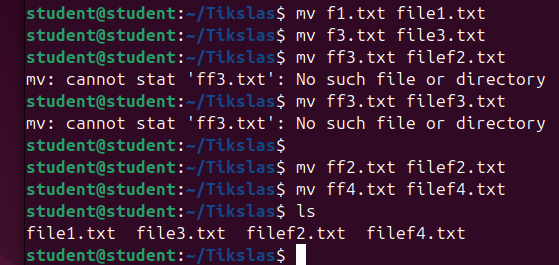 student@student:~/Tikslas$ mv f1.txt file1.txt
student@student:~/Tikslas$ mv f3.txt file3.txt
student@student:~/Tikslas$ mv ff3.txt filef2.txt
mv: cannot stat 'ff3.txt': No such file or directory
student@student:~/Tikslas$ mv ff3.txt filef3.txt
mv: cannot stat 'ff3.txt': No such file or directory
student@student:~/Tikslas$
student@student:~/Tikslas$ mv ff2.txt filef2.txt
student@student:~/Tikslas$ mv ff4.txt filef4.txt
student@student:~/Tikslas$ ls
file1.txt  file3.txt  filef2.txt  filef4.txt
student@student:~/Tikslas$